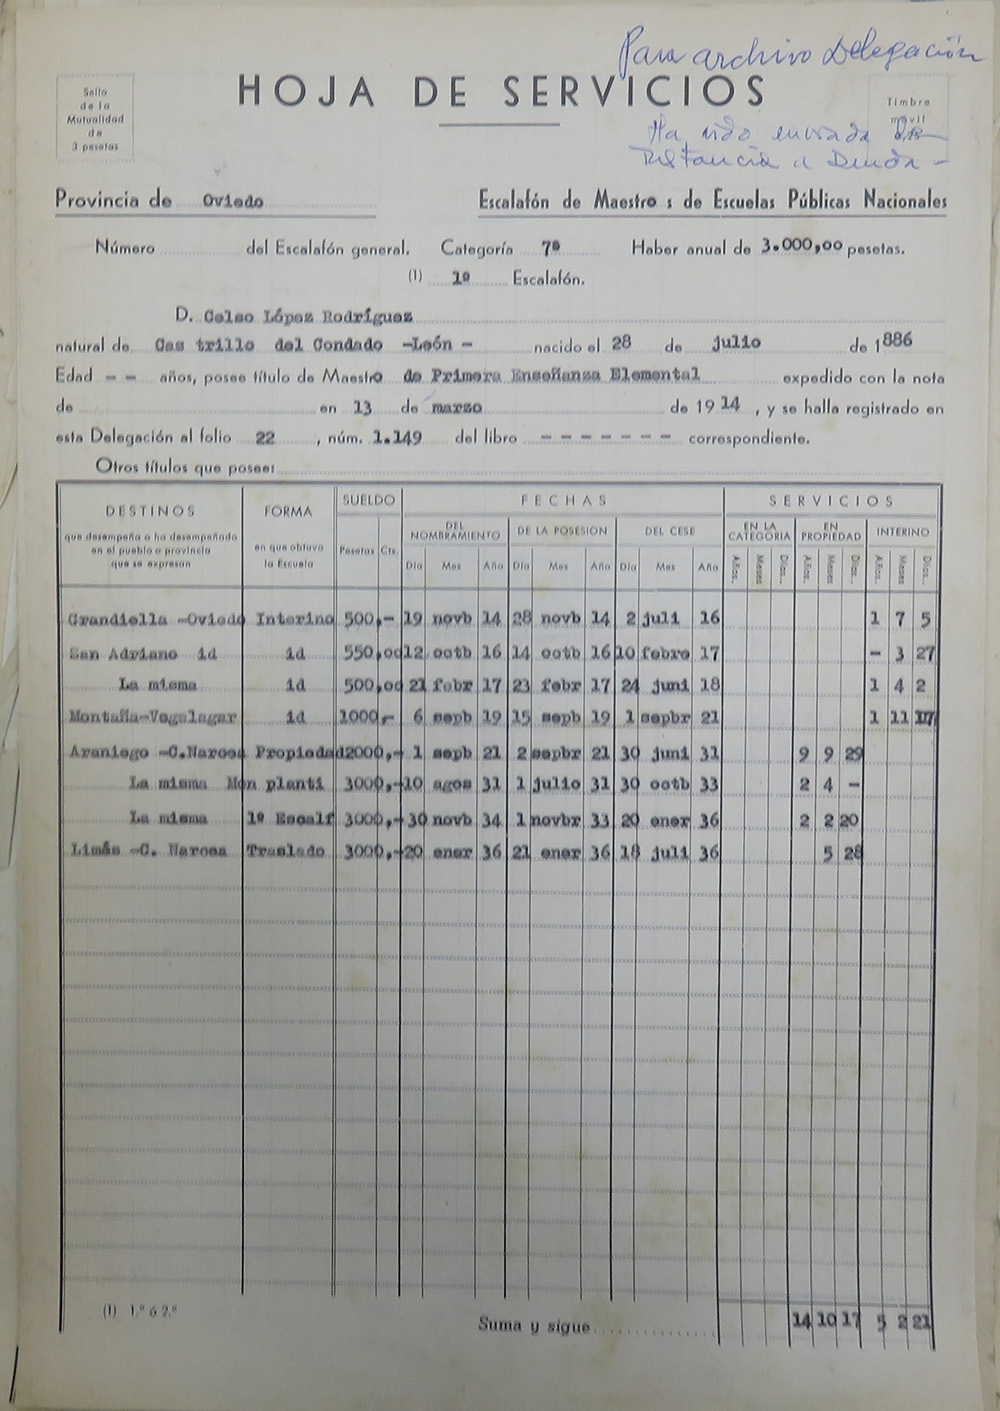 Para archivo Delegación
Sello
de la
Mutualidad
de
3 pesetas
HOJA DE SERVICIOS
Timbre
móvil
Ha sido enviada
instancia a Deuda -
Provincia de Oviedo
Escalafón de Maestro s de Escuelas Públicas Nacionales
Número del Escalafón general. Categoría 7ª Haber anual de 3.000,00 pesetas.
(1) 1º Escalafón.
D. Celso López Rodríguez
natural de Cas trillo del Condado -León - nacido el 28 de julio de 1886
Edad - - años, posee título de Maestro de Primera Enseñanza Elemental expedido con la nota
de en 13 de marzo de 1914 , y se halla registrado en
esta Delegación al folio 22 , núm. 1.149 del libro - - - - - - - correspondiente.
Otros títulos que posee:
DESTINOS FORMA SUELDO FECHAS SERVICIOS
que desempeña o ha desempeñado en el pueblo o provincia que se expresan en que obtuvo la Escuela Pesetas Cts. DEL NOMBRAMIENTO DE LA POSESION DEL CESE EN LA CATEGORIA EN PROPIEDAD INTERINO
Día Mes Año Día Mes Año Día Mes Año Años. Meses Días. Años. Meses Días. Años. Meses Días.
Grandiella -Oviedo Interino 500,- 19 novb 14 28 novb 14 2 juli 16 1 7 5
San Adriano id id 550,00 12 octb 16 14 octb 16 10 febre 17 - 3 27
La misma id 500,00 21 febr 17 23 febr 17 24 juni 18 1 4 2
Montaña-Vegalagar id 1000,- 6 sepb 19 15 sepb 19 1 sepbr 21 1 11 17
Araniego -C.Narcea Propiedad 2000,- 1 sepb 21 2 sepbr 21 30 juni 31 9 9 29
La misma Mon planti 3000,- 10 agos 31 1 julio 31 30 octb 33 2 4 -
La misma 1º Escalf 3000,- 30 novb 34 1 novbr 33 20 ener 36 2 2 20
Limés -C. Narcea Traslado 3000,- 20 ener 36 21 ener 36 18 juli 36 5 28
(1) 1.º ó 2.º
Suma y sigue 14 10 17 5 2 21